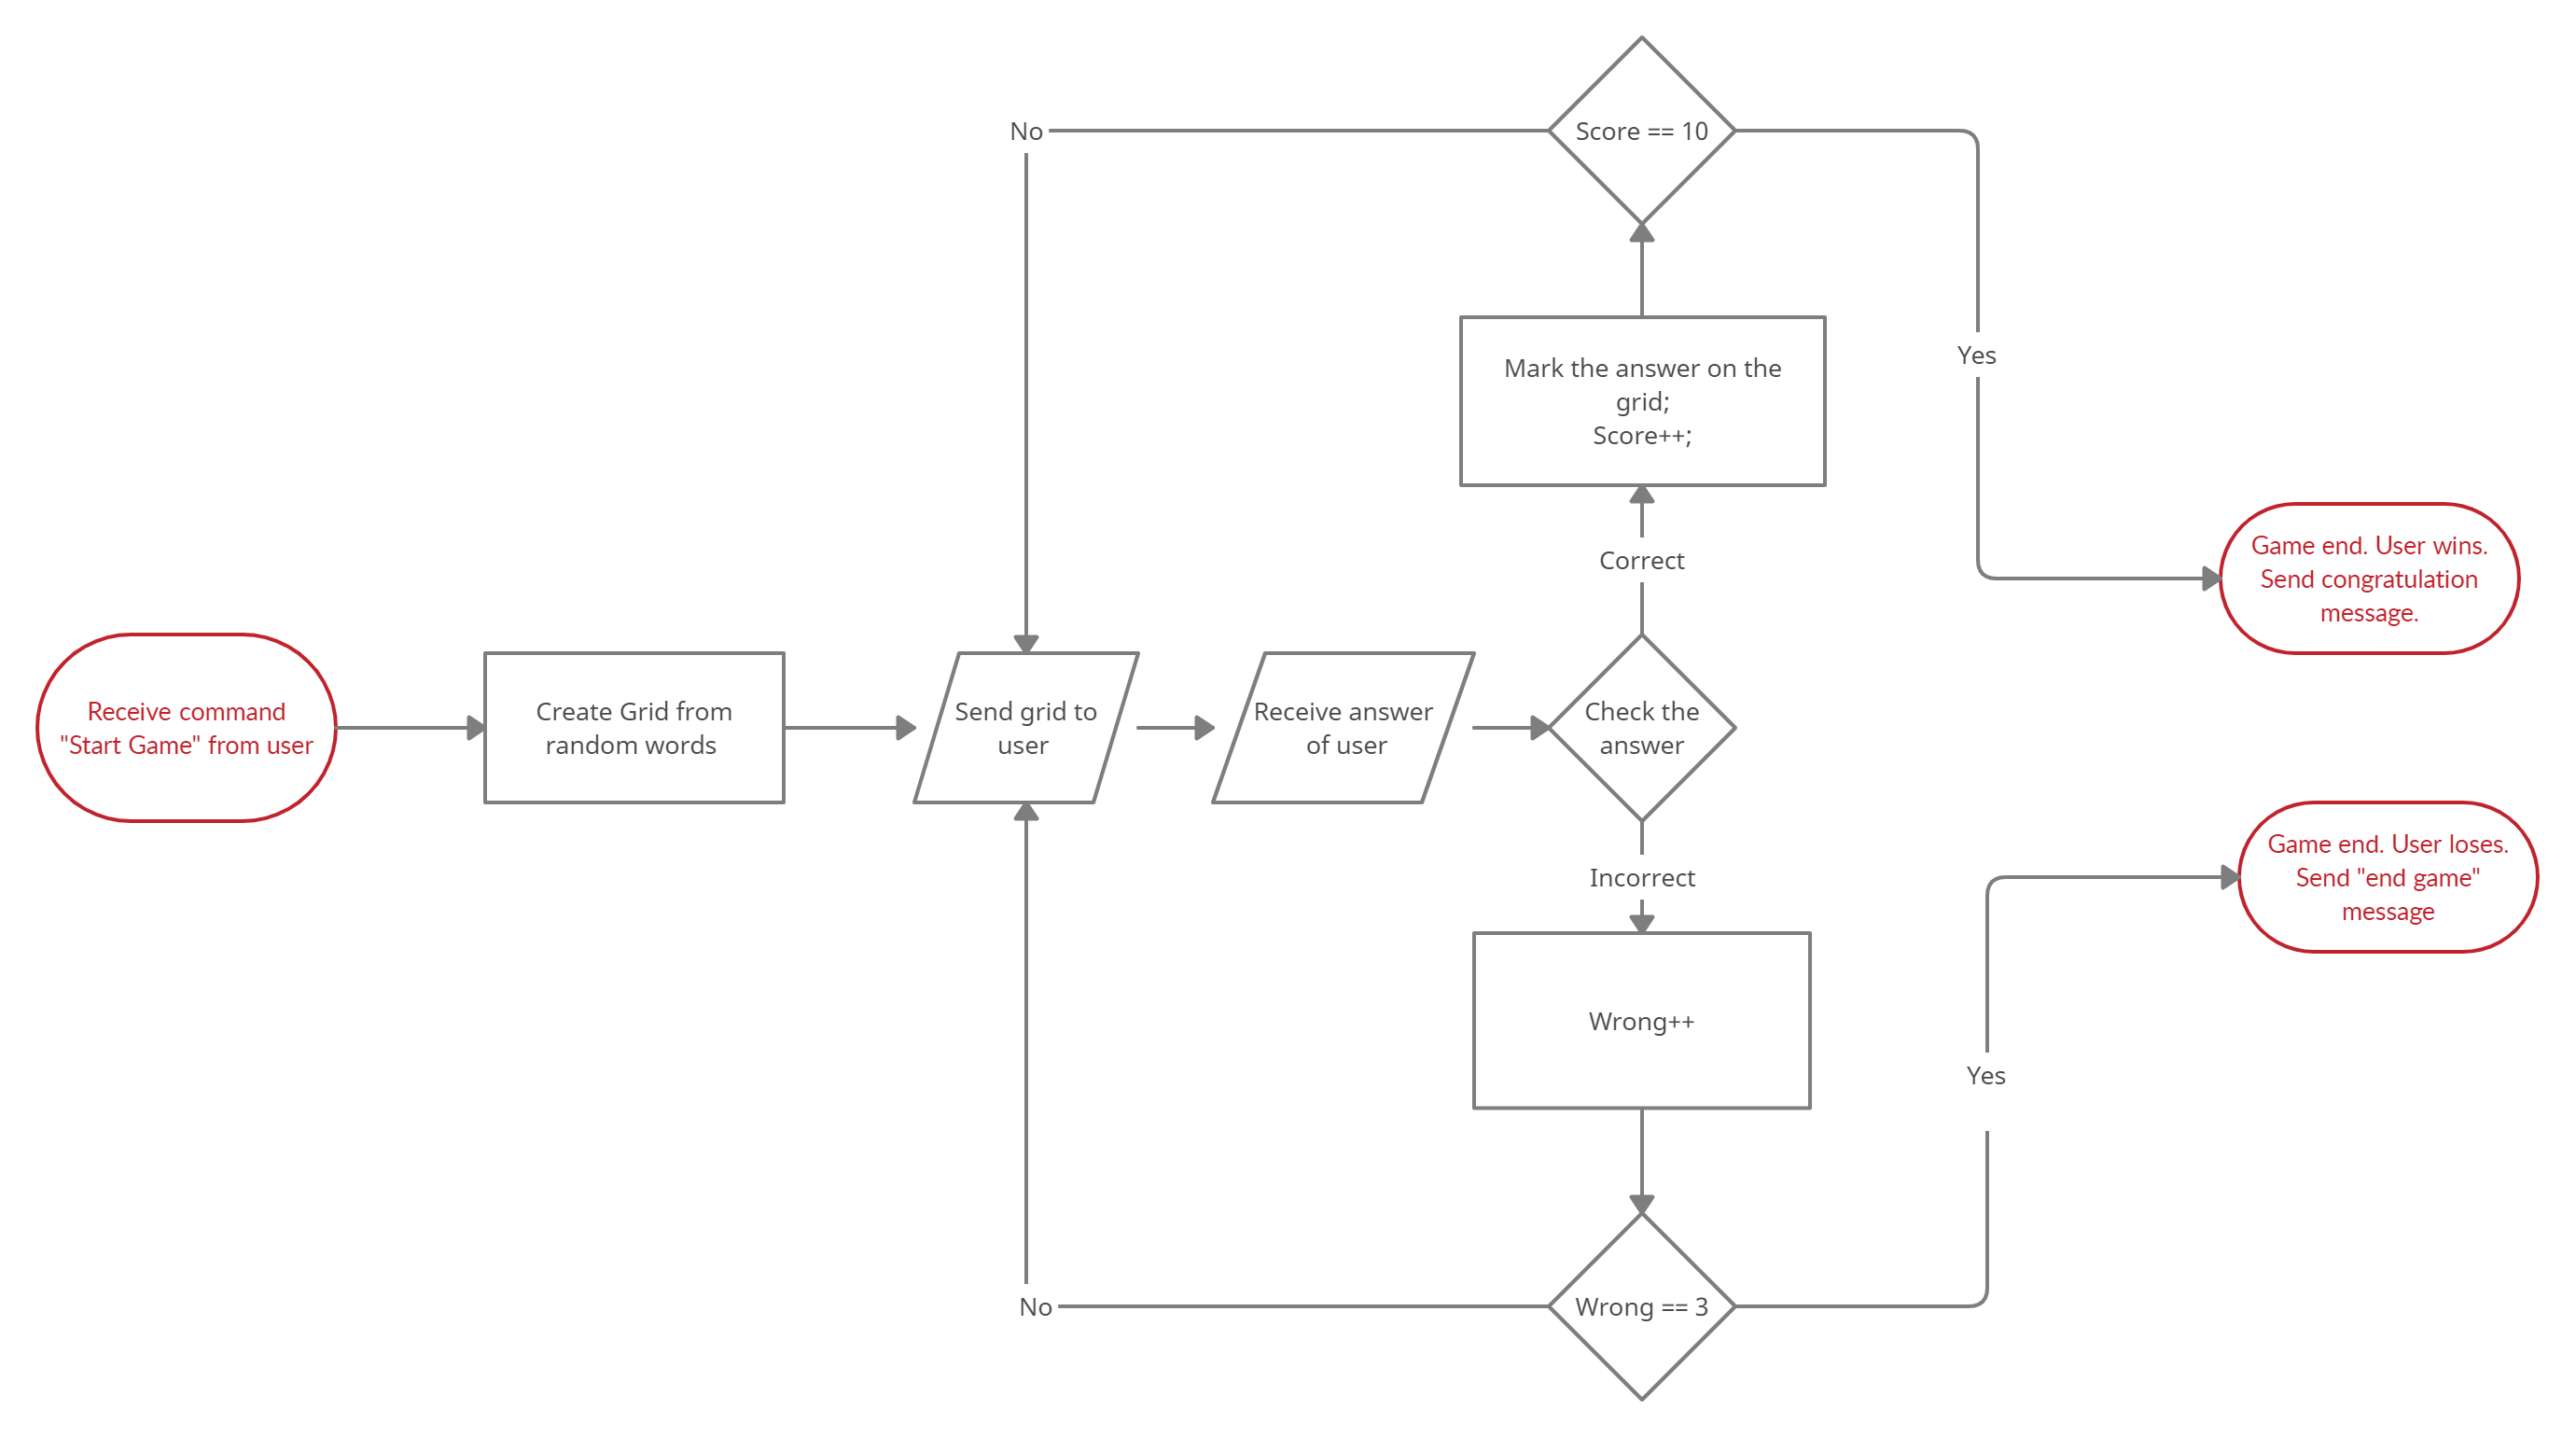 Score == 10
No
Mark the answer on the
grid;
Score++;
Yes
Correct
Game end. User wins.
Send congratulation
message.
Receive command
"Start Game" from user
Create Grid from
random words
Send grid to
user
Receive answer
of user
Check the
answer
Incorrect
Game end. User loses.
Send "end game"
message
Wrong++
Yes
No
Wrong == 3